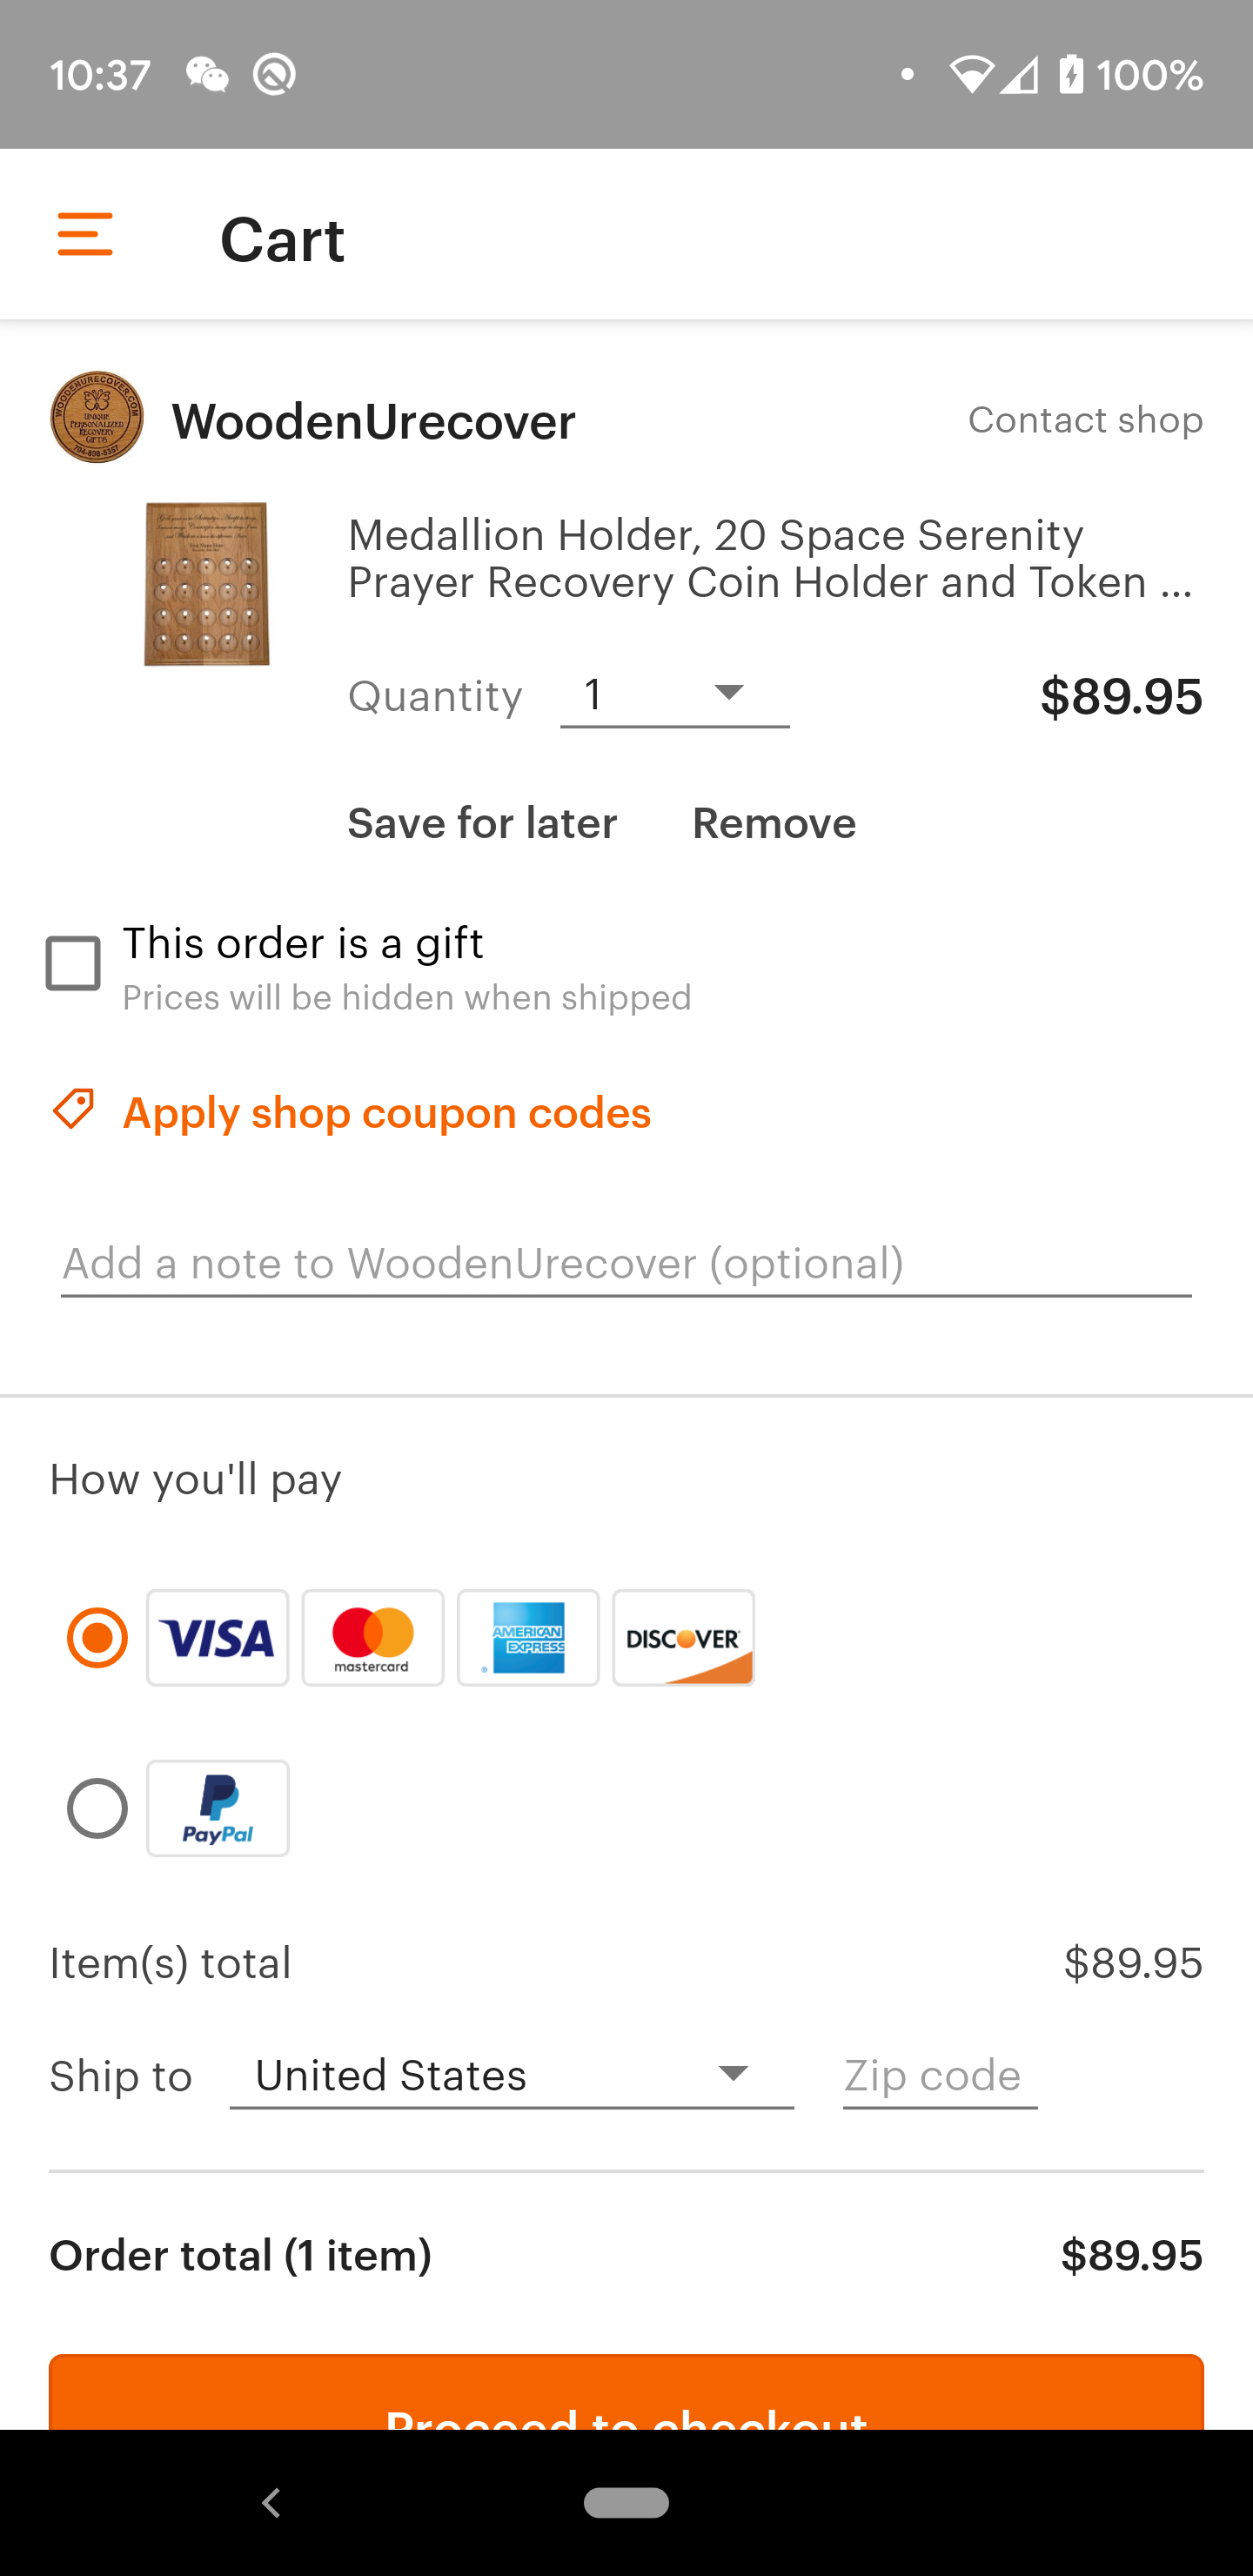 10:37
100%
Cart
WOODENURECOVER.COM
UNIQUE
PERSONALIZED
RECOVERY
GIFTS
704-898-5357
WoodenUrecover
Contact shop
Medallion Holder, 20 Space Serenity
Prayer Recovery Coin Holder and Token ...
Quantity 1 $89.95
Save for later Remove
This order is a gift
Prices will be hidden when shipped
Apply shop coupon codes
Add a note to WoodenUrecover (optional)
How you'll pay
VISA mastercard AMERICAN EXPRESS DISCOVER
PayPal
Item(s) total $89.95
Ship to United States Zip code
Order total (1 item) $89.95
Proceed to checkout